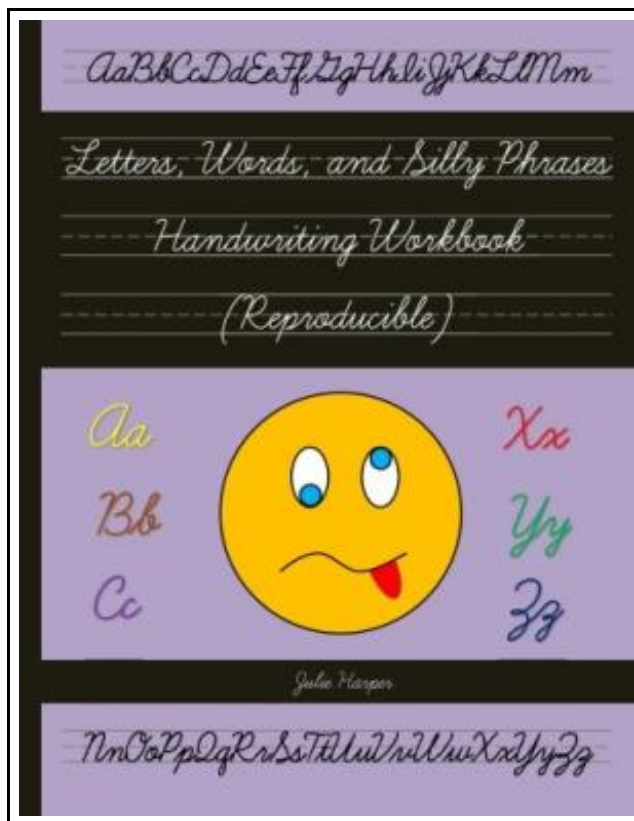 AaBbCcDdEeFfGgHhIiJjKkLlMm
Letters, Words, and Silly Phrases
Handwriting Workbook
(Reproducible)
Aa
Xx
Bb
Yy
Cc
Zz
Julie Harper
NnOoPpQqRrSsTtUuVvWwXxYyZz